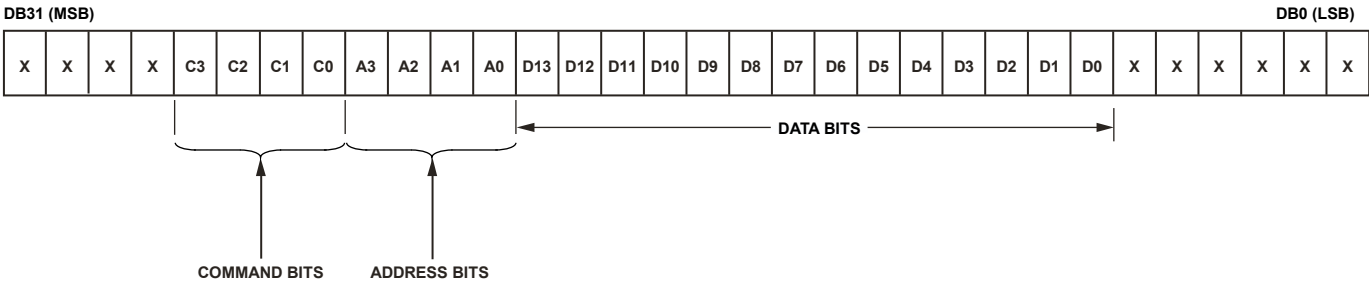 DB31 (MSB) DB0 (LSB)
X X X X C3 C2 C1 C0 A3 A2 A1 A0 D13 D12 D11 D10 D9 D8 D7 D6 D5 D4 D3 D2 D1 D0 X X X X X X
DATA BITS
COMMAND BITS ADDRESS BITS